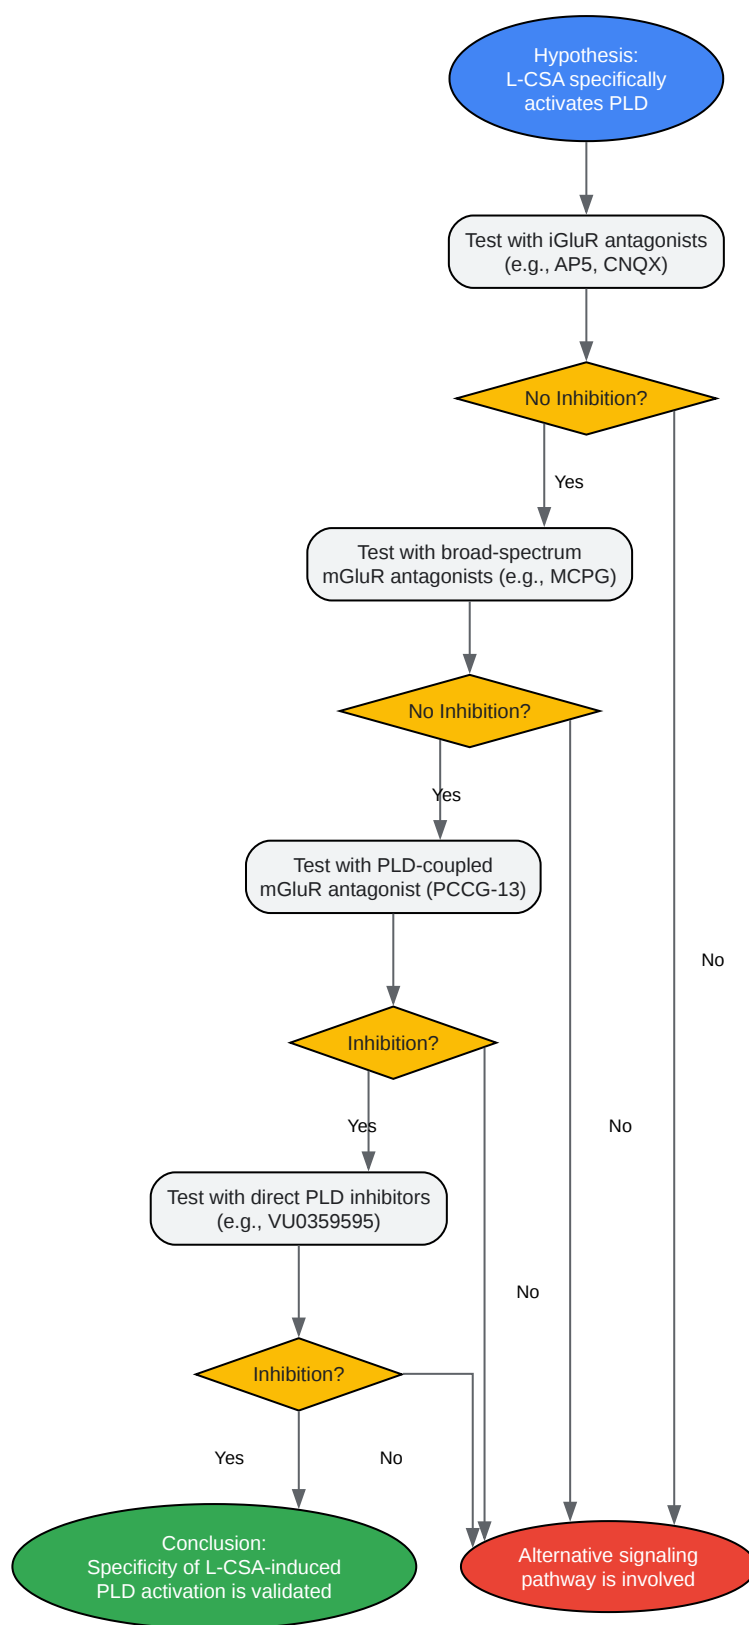 Hypothesis:
L-CSA specifically
activates PLD
Test with iGluR antagonists
(e.g., AP5, CNQX)
No Inhibition?
Yes
Test with broad-spectrum
mGluR antagonists (e.g., MCPG)
No Inhibition?
Yes
Test with PLD-coupled
mGluR antagonist (PCCG-13)
No
Inhibition?
Yes
No
Test with direct PLD inhibitors
(e.g., VU0359595)
No
Inhibition?
Yes
No
Conclusion:
Specificity of L-CSA-induced
PLD activation is validated
Alternative signaling
pathway is involved